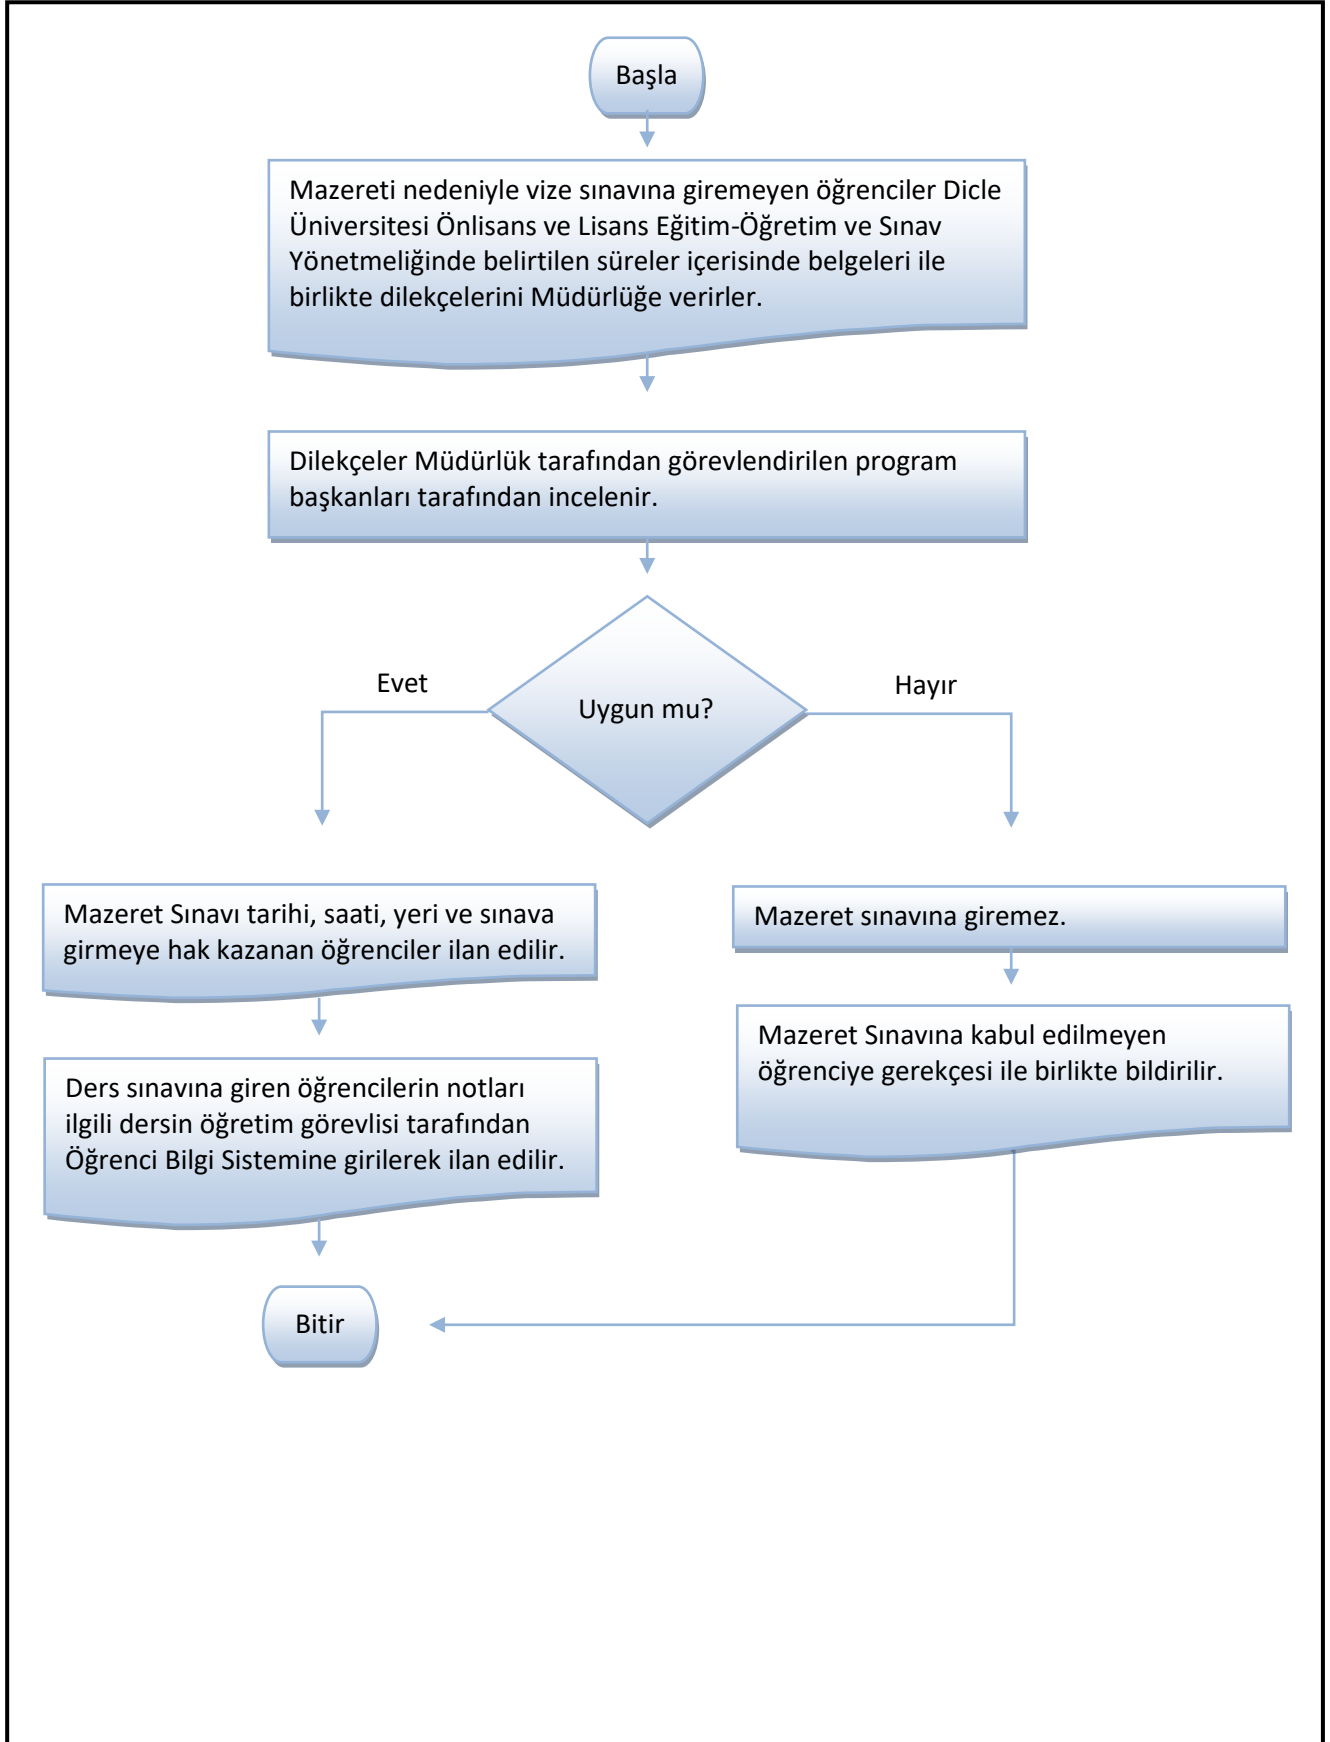 Başla
Mazereti nedeniyle vize sınavına giremeyen öğrenciler Dicle
Üniversitesi Önlisans ve Lisans Eğitim-Öğretim ve Sınav
Yönetmeliğinde belirtilen süreler içerisinde belgeleri ile
birlikte dilekçelerini Müdürlüğe verirler.
Dilekçeler Müdürlük tarafından görevlendirilen program
başkanları tarafından incelenir.
Uygun mu?
Evet
Hayır
Mazeret Sınavı tarihi, saati, yeri ve sınava
girmeye hak kazanan öğrenciler ilan edilir.
Ders sınavına giren öğrencilerin notları
ilgili dersin öğretim görevlisi tarafından
Öğrenci Bilgi Sistemine girilerek ilan edilir.
Mazeret sınavına giremez.
Mazeret Sınavına kabul edilmeyen
öğrenciye gerekçesi ile birlikte bildirilir.
Bitir